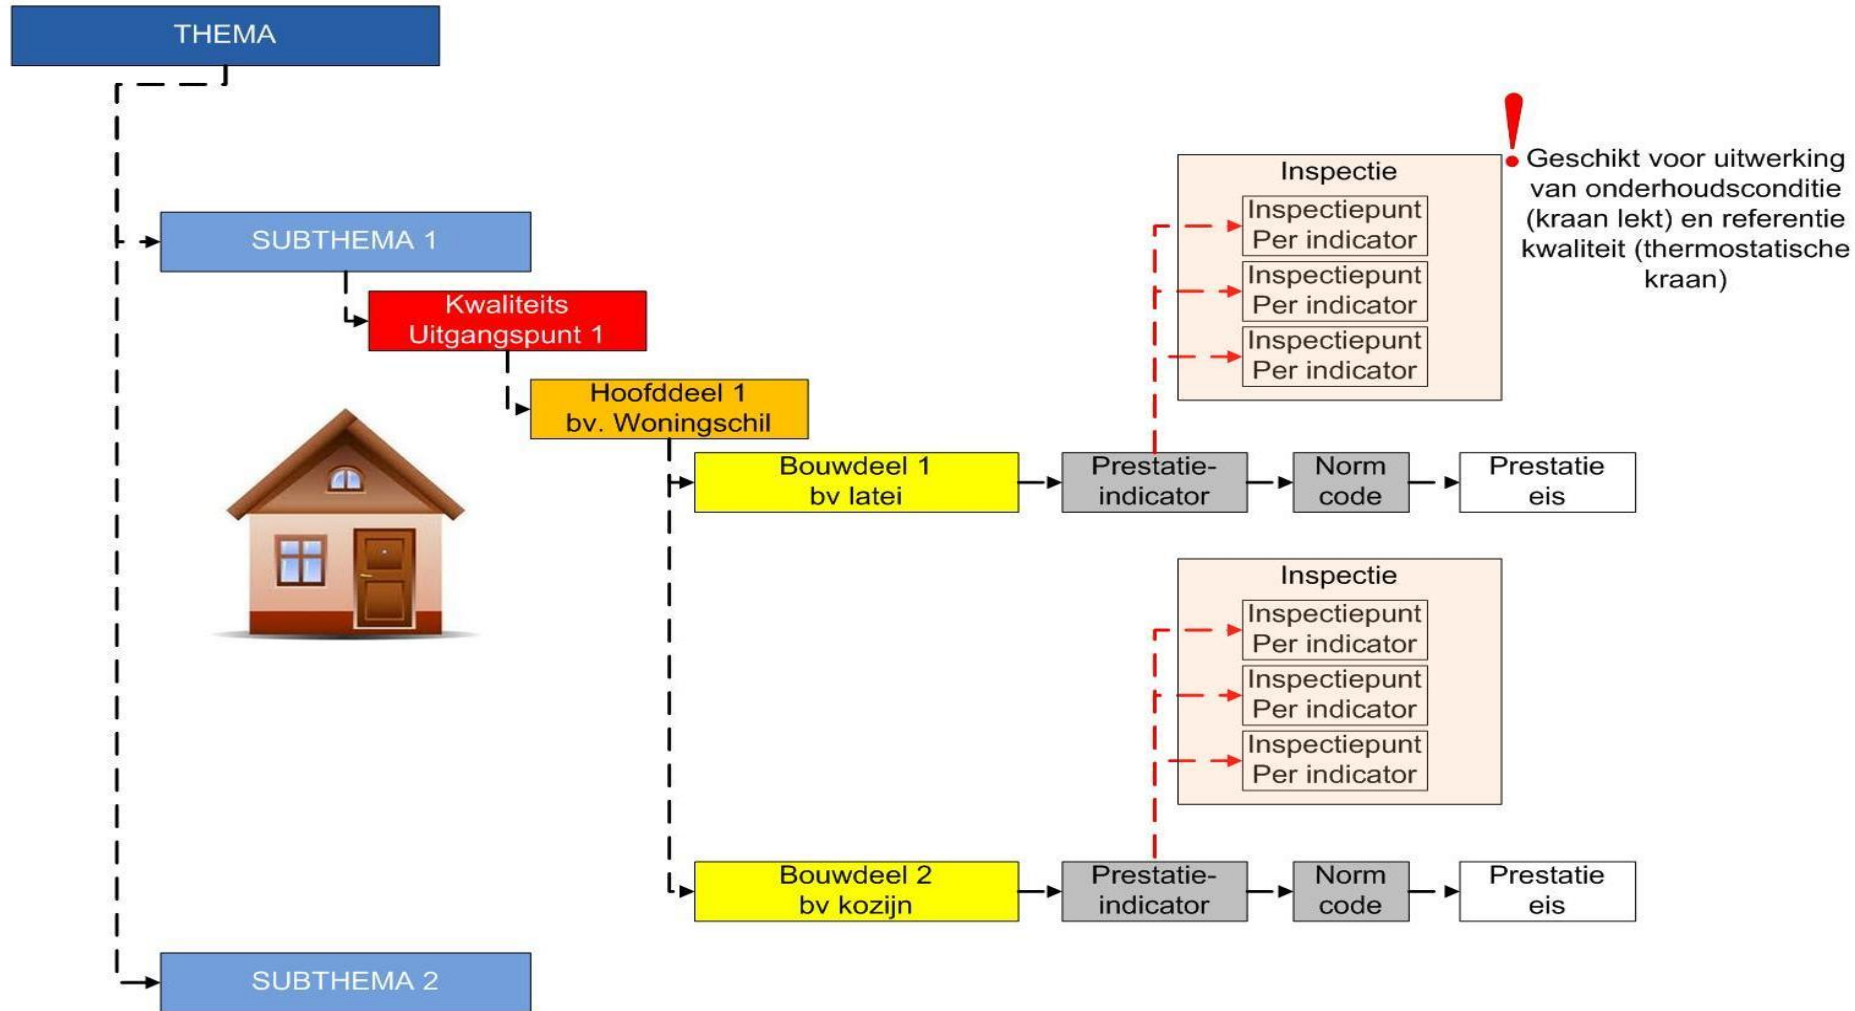 THEMA
Geschikt voor uitwerking
van onderhoudsconditie
(kraan lekt) en referentie
kwaliteit (thermostatische
kraan)
Inspectie
Inspectiepunt
Per indicator
Inspectiepunt
Per indicator
Inspectiepunt
Per indicator
SUBTHEMA 1
Kwaliteits
Uitgangspunt 1
Hoofddeel 1
bv. Woningschil
Bouwdeel 1
bv latei
Prestatie-
indicator
Norm
code
Prestatie
eis
Inspectie
Inspectiepunt
Per indicator
Inspectiepunt
Per indicator
Inspectiepunt
Per indicator
Bouwdeel 2
bv kozijn
Prestatie-
indicator
Norm
code
Prestatie
eis
SUBTHEMA 2